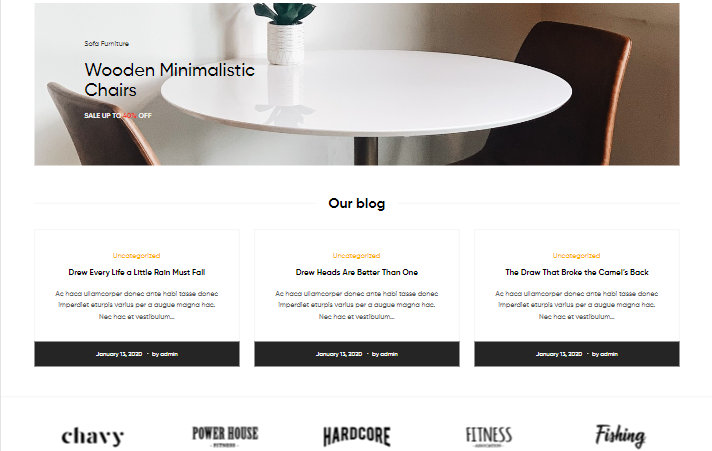 Sofa Furniture
Wooden Minimalistic
Chairs
SALE UP TO 40% OFF
Our blog
Uncategorized
Drew Every Life a Little Rain Must Fall
Ac haca ullamcorper donec ante habi tasse donec
imperdiet eturpis varius per a augue magna hac.
Nec hac et vestibulum...
January 13, 2020 • by admin
Uncategorized
Drew Heads Are Better Than One
Ac haca ullamcorper donec ante habi tasse donec
imperdiet eturpis varius per a augue magna hac.
Nec hac et vestibulum...
January 13, 2020 • by admin
Uncategorized
The Draw That Broke the Camel's Back
Ac haca ullamcorper donec ante habi tasse donec
imperdiet eturpis varius per a augue magna hac.
Nec hac et vestibulum...
January 13, 2020 • by admin
chavy
POWER HOUSE
- FITNESS -
HARDCORE
FITNESS
Fishing